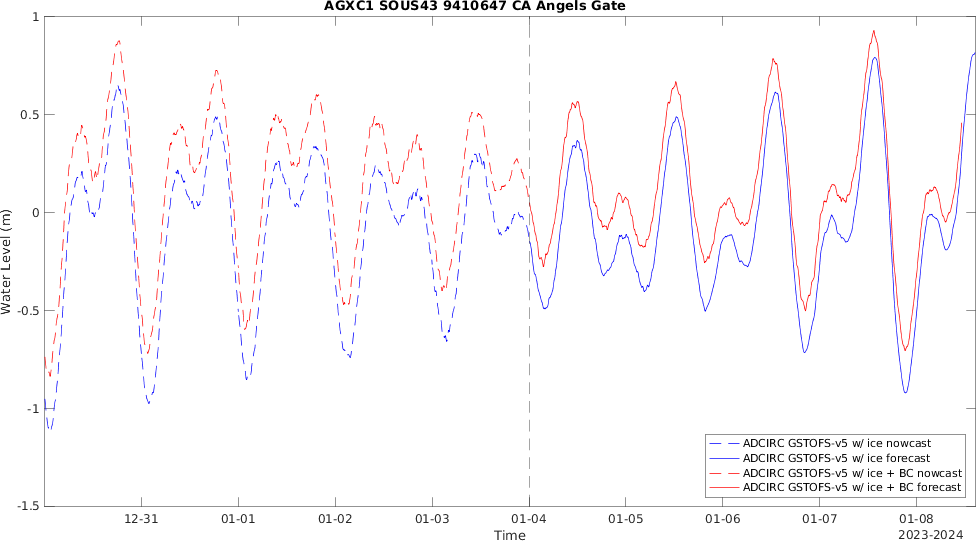 AGXC1 SOUS43 9410647 CA Angels Gate
1
0.5
0
-0.5
-1
-1.5
Water Level (m)
ADCIRC GSTOFS-v5 w/ ice nowcast
ADCIRC GSTOFS-v5 w/ ice forecast
ADCIRC GSTOFS-v5 w/ ice + BC nowcast
ADCIRC GSTOFS-v5 w/ ice + BC forecast
12-31 01-01 01-02 01-03 01-04 01-05 01-06 01-07 01-08
Time
2023-2024